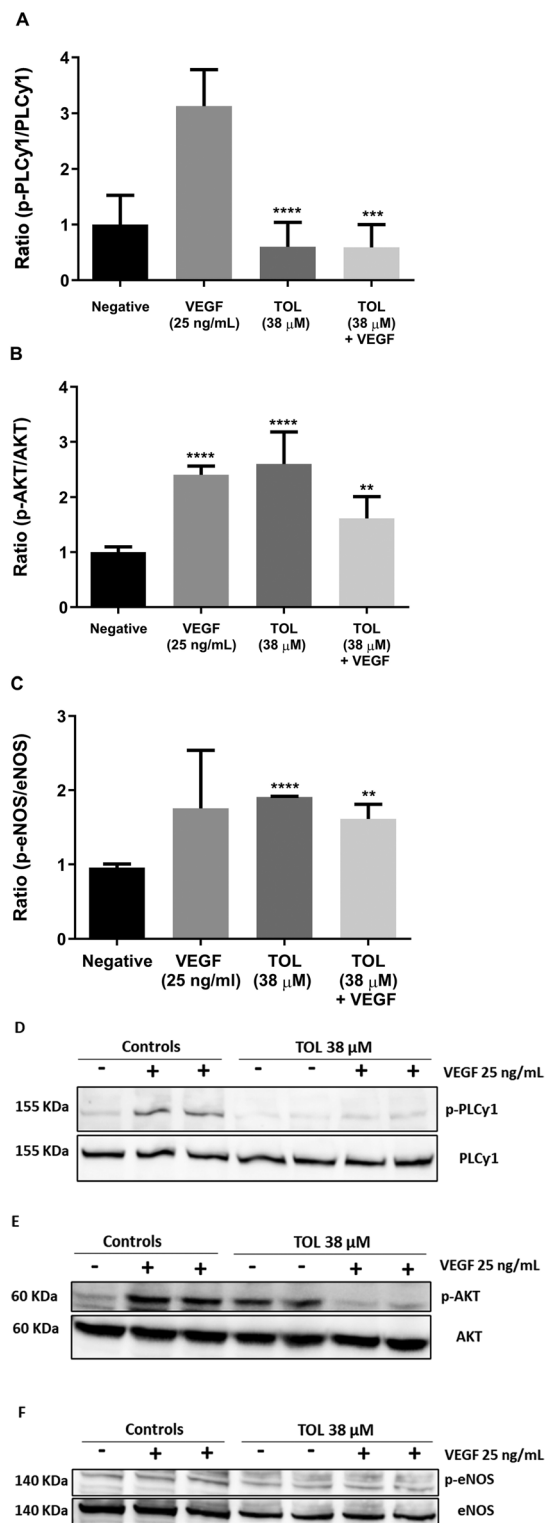 A
Ratio (p-PLCy1/PLCy1)
4
3
2
1
0
****
***
Negative
VEGF
(25 ng/mL)
TOL
(38 μM)
TOL
(38 μM)
+ VEGF
B
Ratio (p-AKT/AKT)
4
3
2
1
0
****
****
**
Negative
VEGF
(25 ng/mL)
TOL
(38 μM)
TOL
(38 μM)
+ VEGF
C
Ratio (p-eNOS/eNOS)
3
2
1
0
****
**
Negative
VEGF
(25 ng/ml)
TOL
(38 μM)
TOL
(38 μM)
+ VEGF
D
Controls TOL 38 μM
- + + - - + + VEGF 25 ng/mL
155 KDa p-PLCy1
155 KDa PLCy1
E
Controls TOL 38 μM
- + + - - + + VEGF 25 ng/mL
60 KDa p-AKT
60 KDa AKT
F
Controls TOL 38 μM
- + + - - + + VEGF 25 ng/mL
140 KDa p-eNOS
140 KDa eNOS